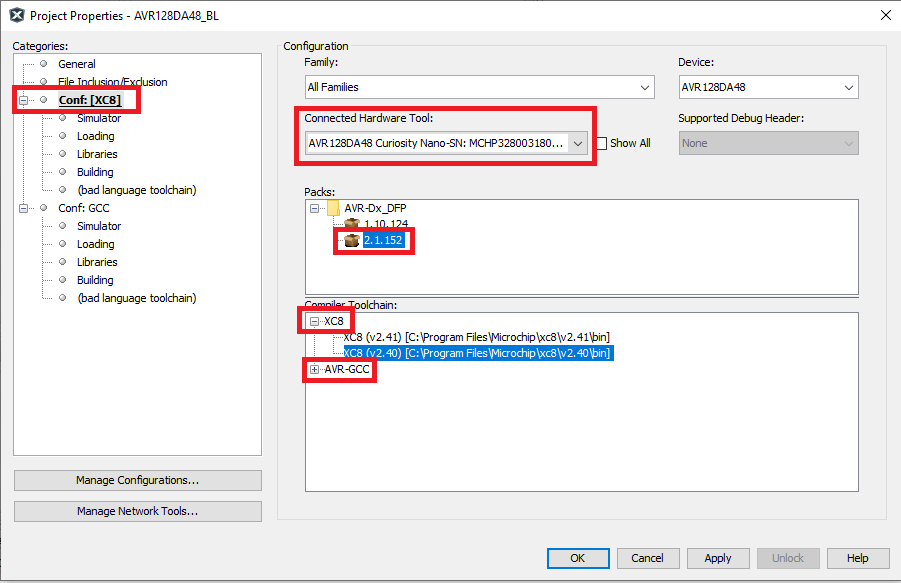 Project Properties - AVR128DA48_BL
Categories:
General
File Inclusion/Exclusion
Conf: [XC8]
Simulator
Loading
Libraries
Building
(bad language toolchain)
Conf: GCC
Simulator
Loading
Libraries
Building
(bad language toolchain)
Manage Configurations...
Manage Network Tools...
Configuration
Family:
All Families
Device:
AVR128DA48
Connected Hardware Tool:
AVR128DA48 Curiosity Nano-SN: MCHP328003180...
Show All
Supported Debug Header:
None
Packs:
AVR-Dx_DFP
1.10.124
2.1.152
Compiler Toolchain:
XC8
XC8 (v2.41) [C:\Program Files\Microchip\xc8\v2.41\bin]
XC8 (v2.40) [C:\Program Files\Microchip\xc8\v2.40\bin]
AVR-GCC
OK
Cancel
Apply
Unlock
Help